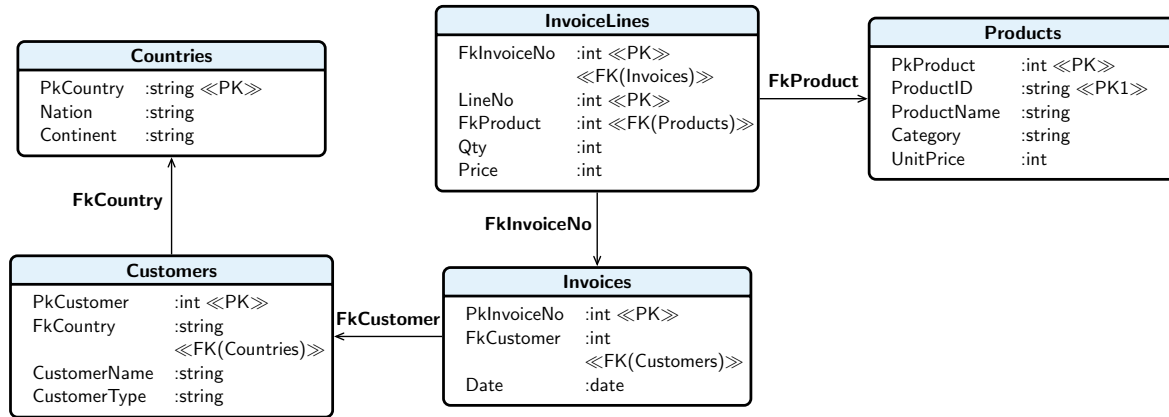 InvoiceLines
FkInvoiceNo :int ≪PK≫
≪FK(Invoices)≫
LineNo :int ≪PK≫
FkProduct :int ≪FK(Products)≫
Qty :int
Price :int
Products
PkProduct :int ≪PK≫
ProductID :string ≪PK1≫
ProductName :string
Category :string
UnitPrice :int
Countries
PkCountry :string ≪PK≫
Nation :string
Continent :string
FkProduct
FkCountry
FkInvoiceNo
Customers
PkCustomer :int ≪PK≫
FkCountry :string
≪FK(Countries)≫
CustomerName :string
CustomerType :string
FkCustomer
Invoices
PkInvoiceNo :int ≪PK≫
FkCustomer :int
≪FK(Customers)≫
Date :date